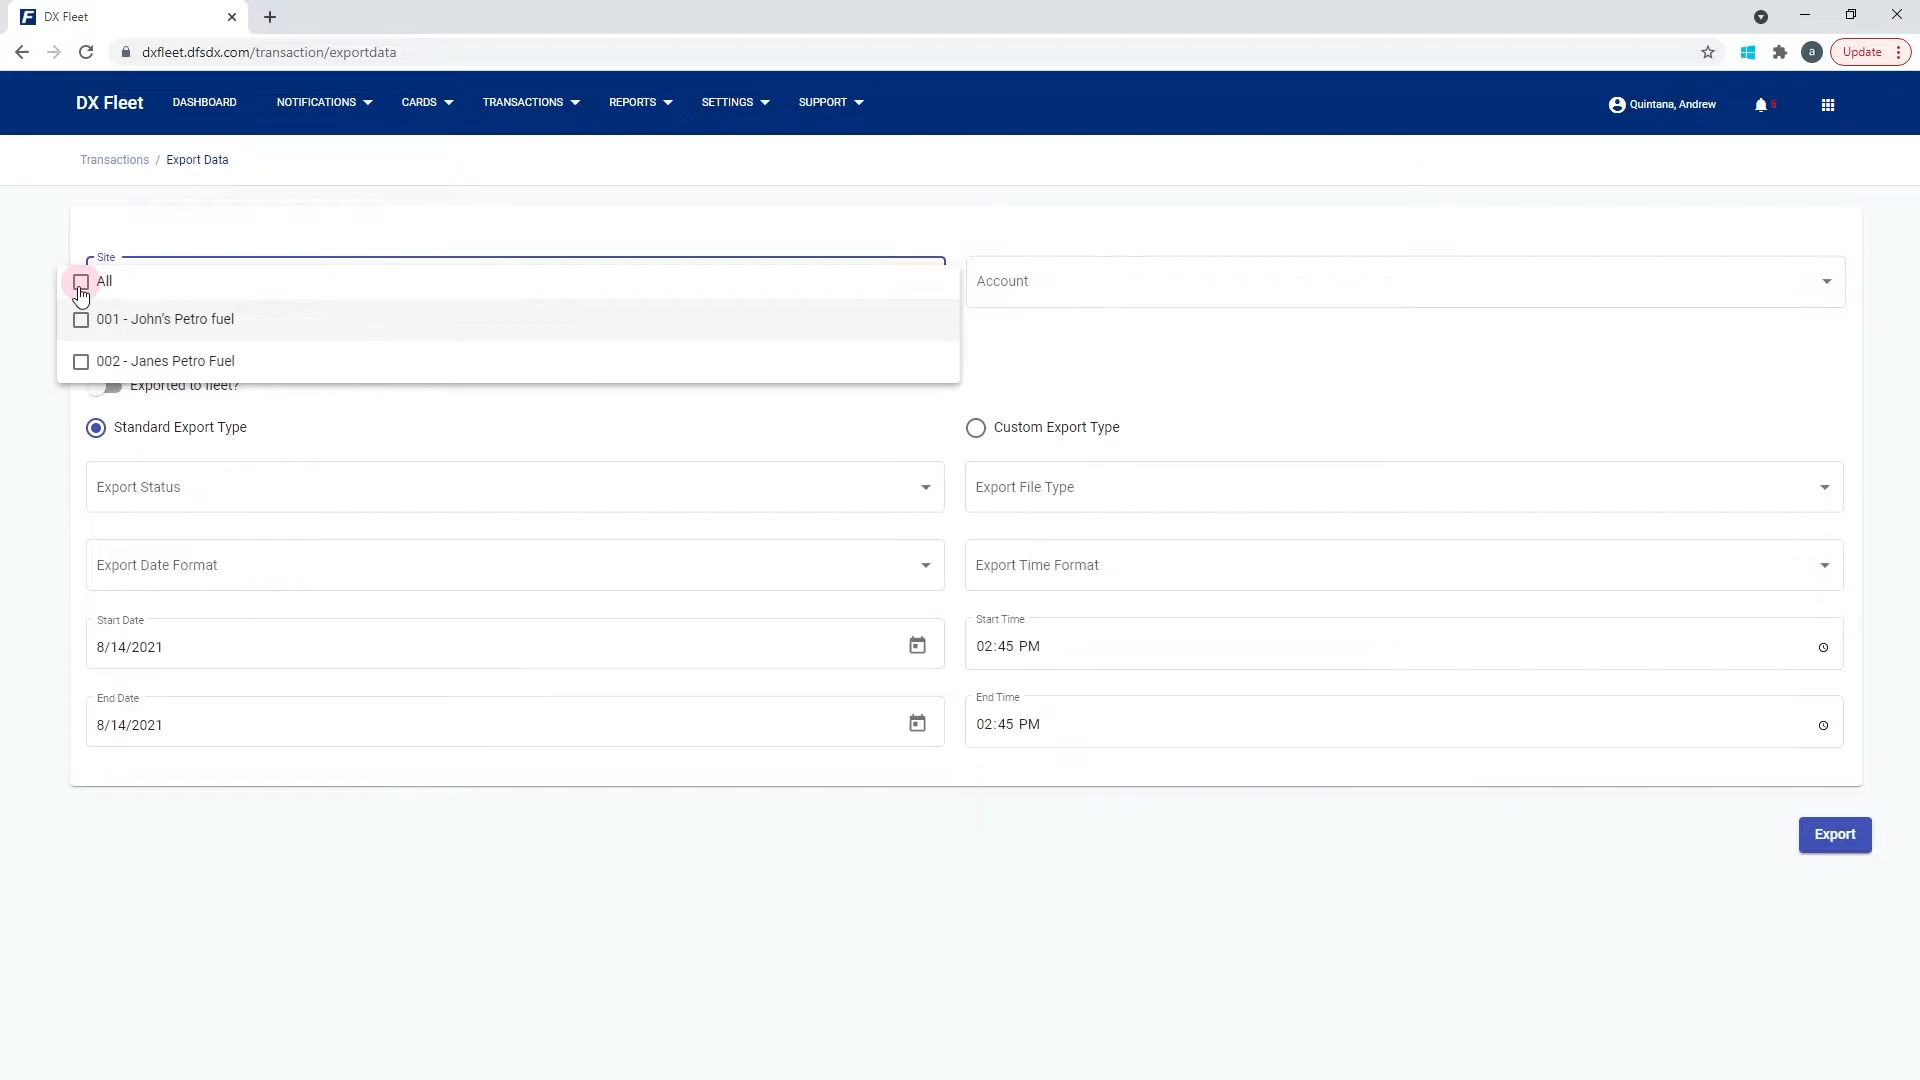 DX Fleet
dxfleet.dfsdx.com/transaction/exportdata
a
Update
DX Fleet DASHBOARD NOTIFICATIONS CARDS TRANSACTIONS REPORTS SETTINGS SUPPORT Quintana, Andrew
Transactions / Export Data
Site
All
Account
001 - John's Petro fuel
002 - Janes Petro Fuel
Exported to fleet?
Standard Export Type
Custom Export Type
Export Status
Export File Type
Export Date Format
Export Time Format
Start Date
8/14/2021
Start Time
02:45 PM
End Date
8/14/2021
End Time
02:45 PM
Export